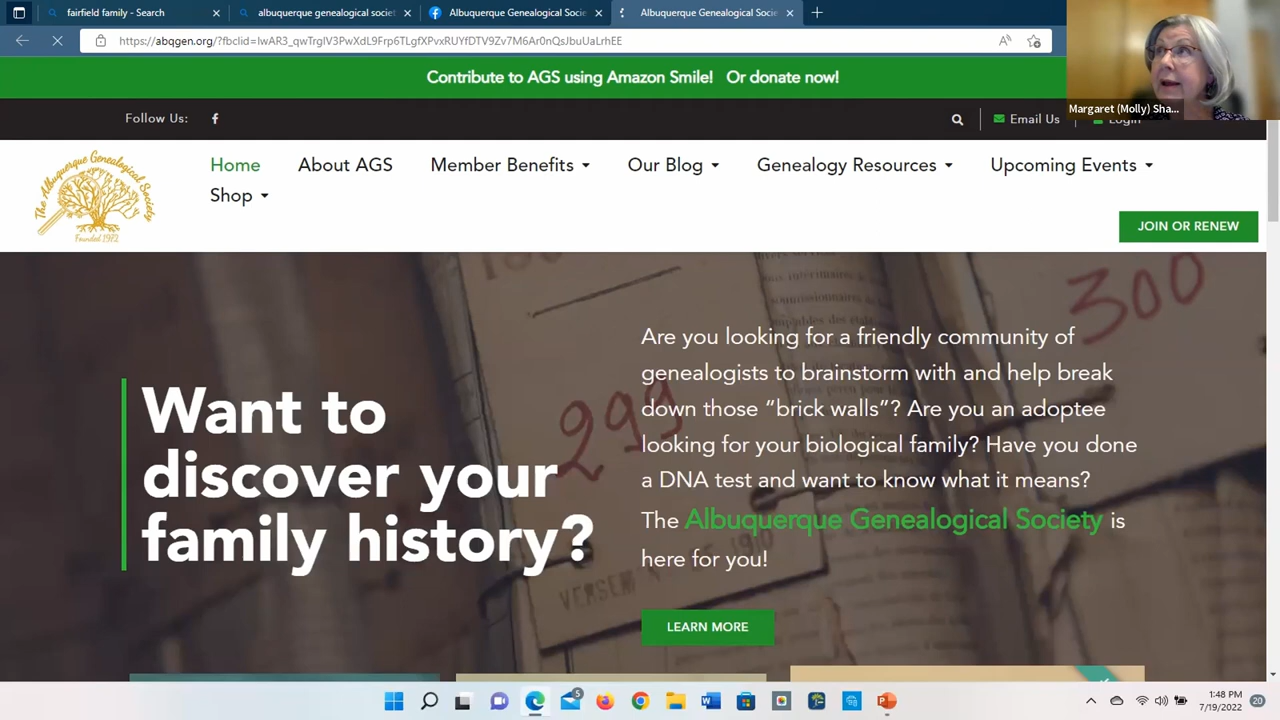 fairfield family - Search
albuquerque genealogical societ
Albuquerque Genealogical Socie
Albuquerque Genealogical Socie
https://abqgen.org/?fbclid=IwAR3_qwTrglV3PwXdL9Frp6TLgfXPvxRUYfDTV9Zv7M6Ar0nQsJbuUaLrhEE
Contribute to AGS using Amazon Smile! Or donate now!
Margaret (Molly) Sha...
Follow Us:
Email Us
Login
The Albuquerque Genealogical Society
Founded 1972
Home
About AGS
Member Benefits
Our Blog
Genealogy Resources
Upcoming Events
Shop
JOIN OR RENEW
300
299
Want to
discover your
family history?
Are you looking for a friendly community of
genealogists to brainstorm with and help break
down those “brick walls”? Are you an adoptee
looking for your biological family? Have you done
a DNA test and want to know what it means?
The Albuquerque Genealogical Society is
here for you!
LEARN MORE
5
1:48 PM
7/19/2022
20